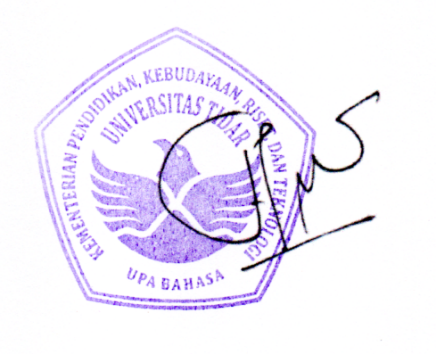 KEMENTERIAN PENDIDIKAN, KEBUDAYAAN, RISET, DAN TEKNOLOGI
UNIVERSITAS TIDAR
UPA BAHASA